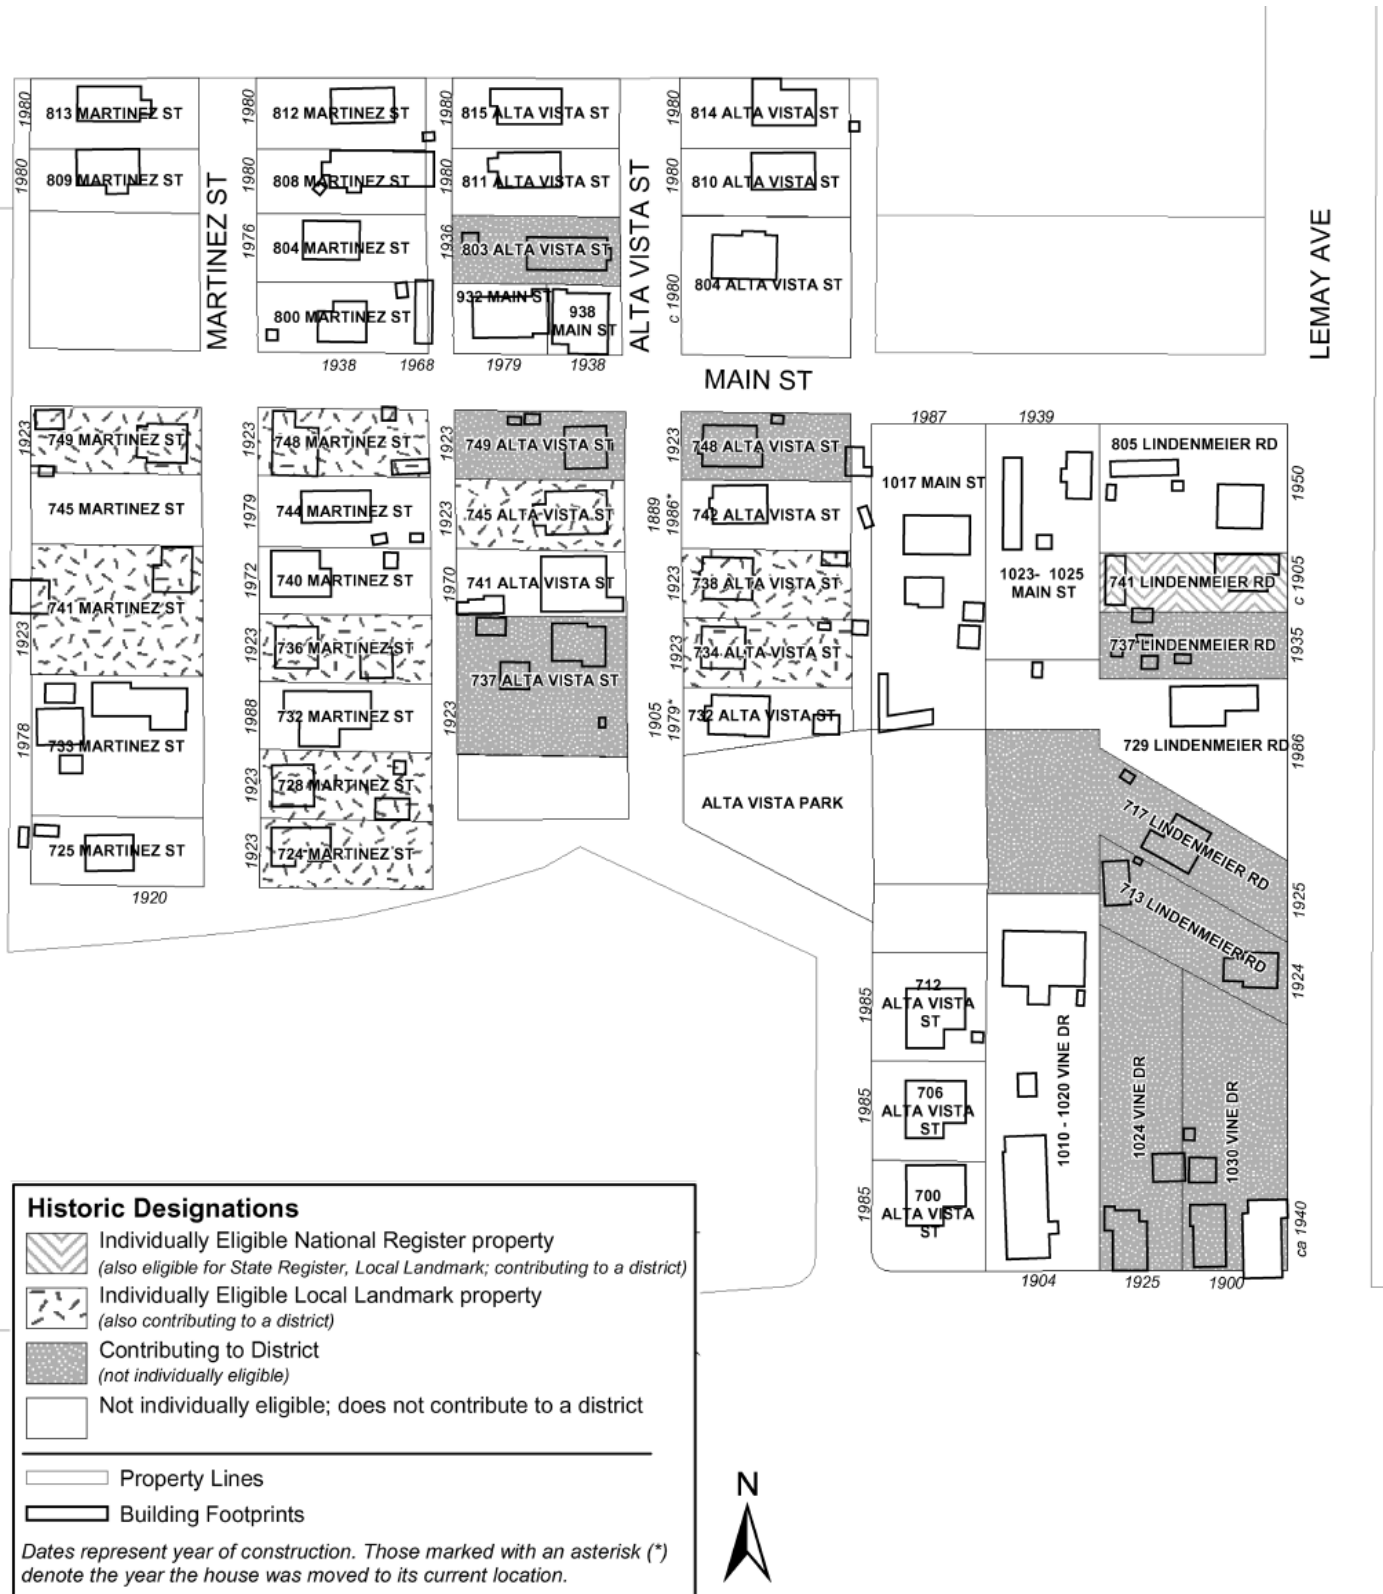 1980
813 MARTINEZ ST
1980
812 MARTINEZ ST
1980
815 ALTA VISTA ST
1980
814 ALTA VISTA ST
1980
809 MARTINEZ ST
1980
808 MARTINEZ ST
1980
811 ALTA VISTA ST
1980
810 ALTA VISTA ST
MARTINEZ ST
1976
804 MARTINEZ ST
1936
803 ALTA VISTA ST
ALTA VISTA ST
c 1980
804 ALTA VISTA ST
LEMAY AVE
800 MARTINEZ ST
932 MAIN ST
938
MAIN ST
1938
1968
1979
1938
MAIN ST
1923
749 MARTINEZ ST
1923
748 MARTINEZ ST
1923
749 ALTA VISTA ST
1923
748 ALTA VISTA ST
1987
1939
1017 MAIN ST
805 LINDENMEIER RD
1950
745 MARTINEZ ST
1979
744 MARTINEZ ST
1923
745 ALTA VISTA ST
1889
1986*
742 ALTA VISTA ST
741 MARTINEZ ST
1923
1972
740 MARTINEZ ST
1970
741 ALTA VISTA ST
1923
738 ALTA VISTA ST
1023- 1025
MAIN ST
741 LINDENMEIER RD
c 1905
1923
736 MARTINEZ ST
737 ALTA VISTA ST
1923
1923
734 ALTA VISTA ST
737 LINDENMEIER RD
1935
1978
733 MARTINEZ ST
1988
732 MARTINEZ ST
1905
1979*
732 ALTA VISTA ST
729 LINDENMEIER RD
1986
1923
728 MARTINEZ ST
ALTA VISTA PARK
717 LINDENMEIER RD
1925
725 MARTINEZ ST
1920
1923
724 MARTINEZ ST
713 LINDENMEIER RD
1924
1985
712
ALTA VISTA
ST
1985
706
ALTA VISTA
ST
1985
700
ALTA VISTA
ST
1010 - 1020 VINE DR
1024 VINE DR
1030 VINE DR
ca 1940
1904
1925
1900
Historic Designations
Individually Eligible National Register property
(also eligible for State Register, Local Landmark; contributing to a district)
Individually Eligible Local Landmark property
(also contributing to a district)
Contributing to District
(not individually eligible)
Not individually eligible; does not contribute to a district
Property Lines
Building Footprints
Dates represent year of construction. Those marked with an asterisk (*)
denote the year the house was moved to its current location.
N